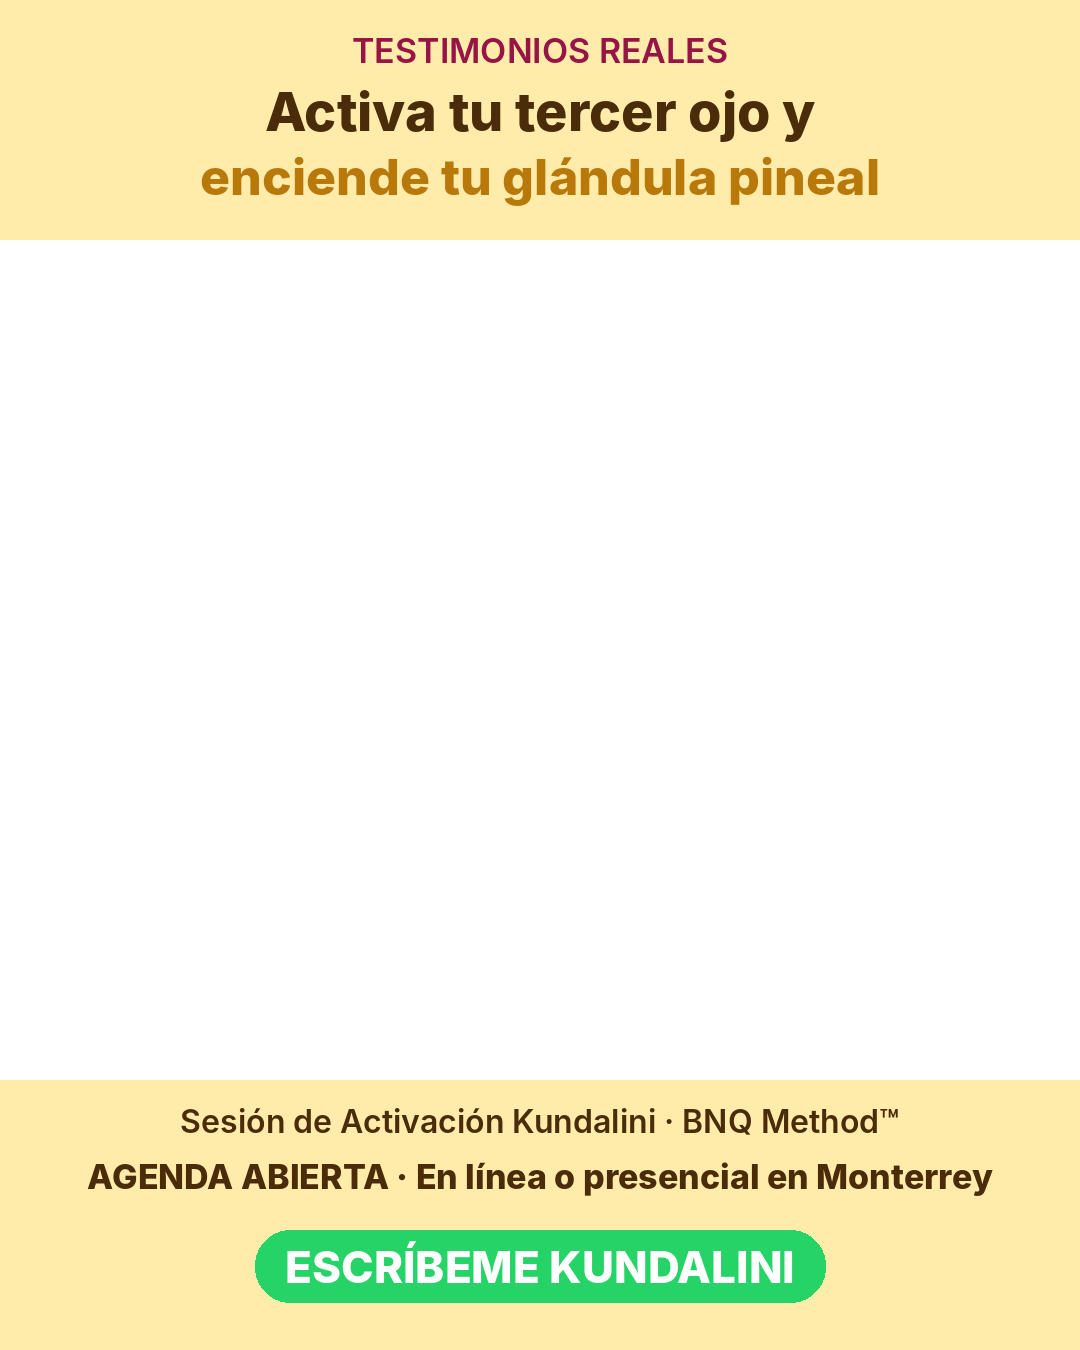 TESTIMONIOS REALES
Activa tu tercer ojo y
enciende tu glándula pineal
Sesión de Activación Kundalini · BNQ Method™
AGENDA ABIERTA · En línea o presencial en Monterrey
ESCRÍBEME KUNDALINI